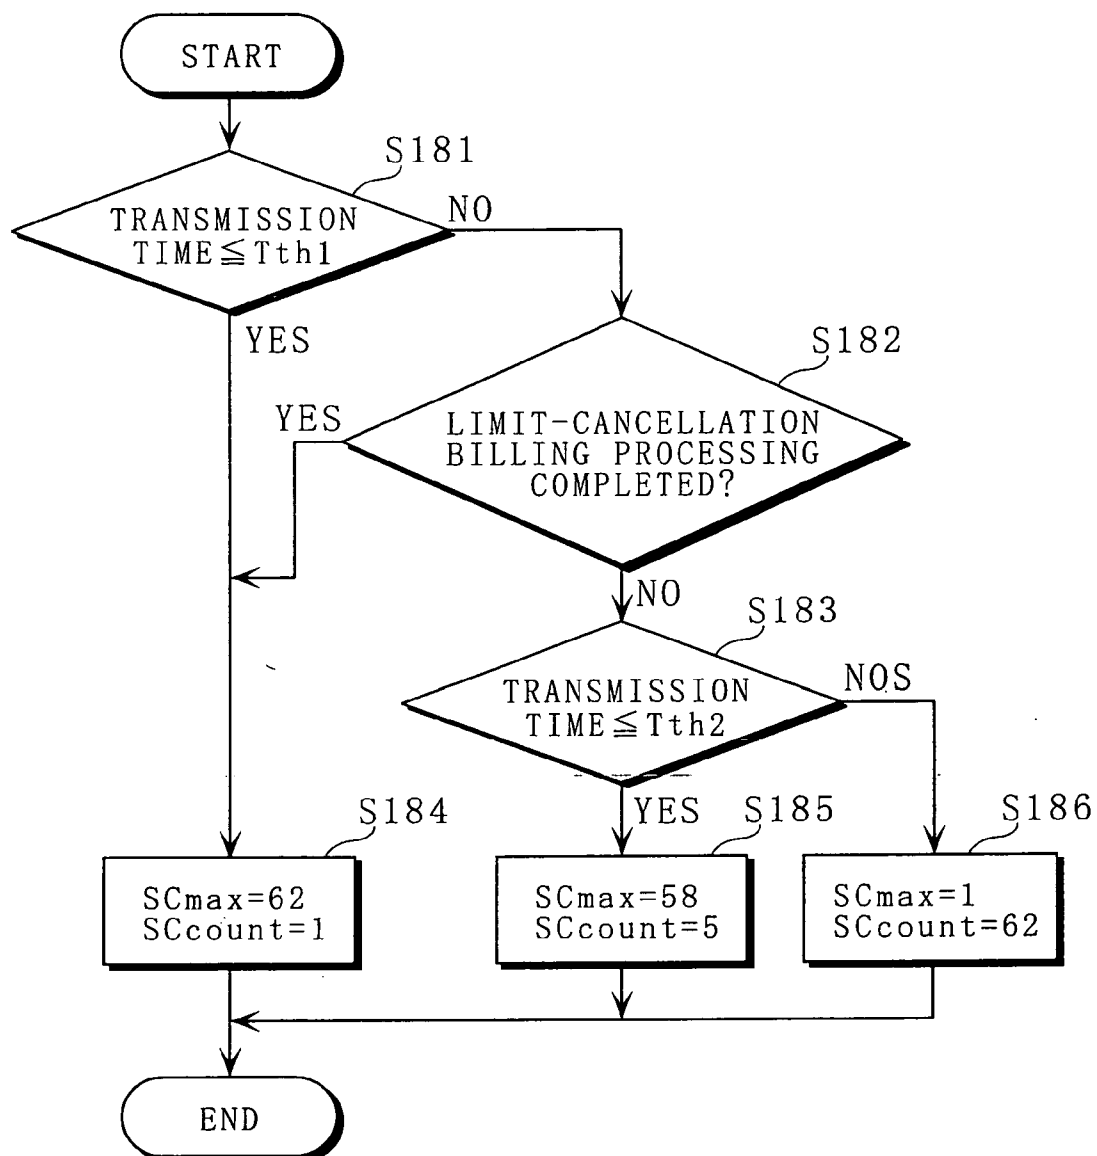 START
S181
TRANSMISSION
TIME≦Tth1
NO
YES
S182
YES
LIMIT-CANCELLATION
BILLING PROCESSING
COMPLETED?
NO
S183
TRANSMISSION
TIME≦Tth2
NOS
YES
S184
S185
S186
SCmax=62
SCcount=1
SCmax=58
SCcount=5
SCmax=1
SCcount=62
END